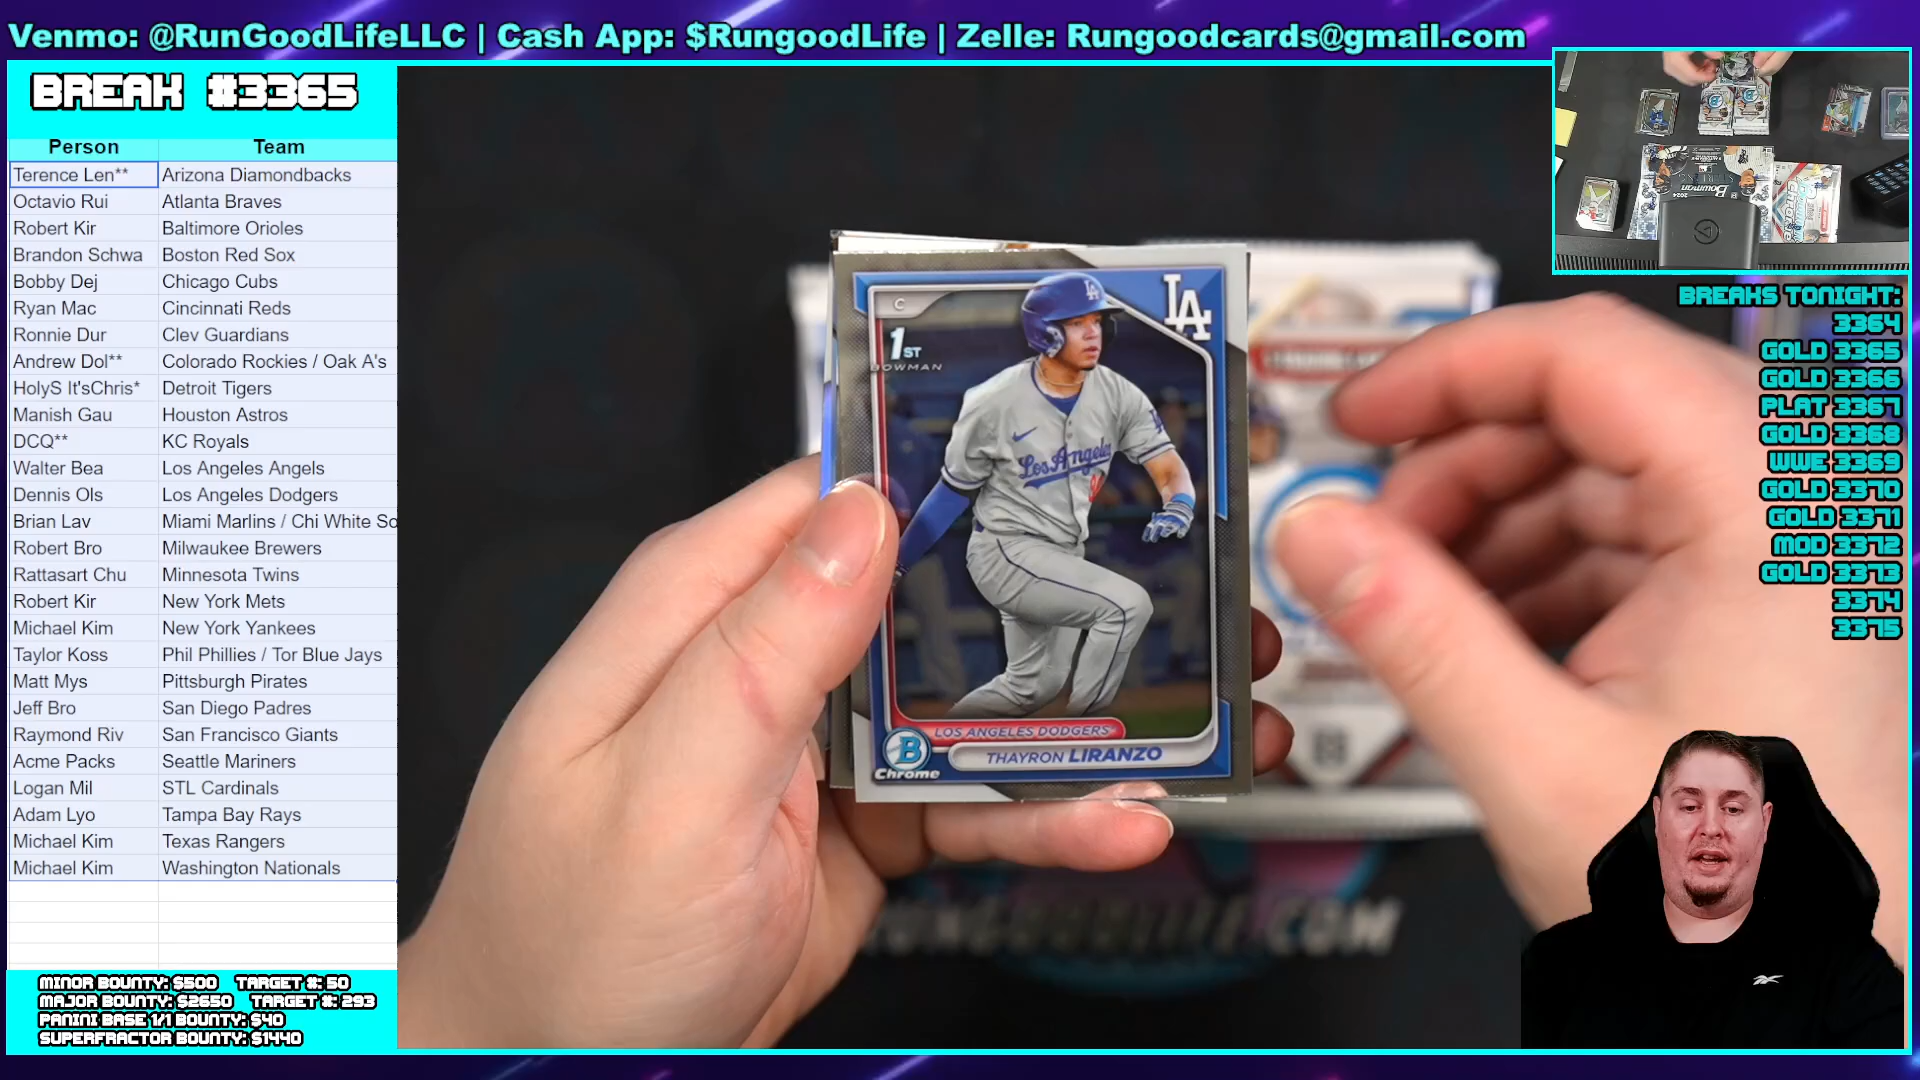 Venmo: @RunGoodLifeLLC | Cash App: $RungoodLife | Zelle: Rungoodcards@gmail.com
BREAK #3365
Person Team
Terence Len** Arizona Diamondbacks
Octavio Rui Atlanta Braves
Robert Kir Baltimore Orioles
Brandon Schwa Boston Red Sox
Bobby Dej Chicago Cubs
Ryan Mac Cincinnati Reds
Ronnie Dur Clev Guardians
Andrew Dol** Colorado Rockies / Oak A's
HolyS It'sChris* Detroit Tigers
Manish Gau Houston Astros
DCQ** KC Royals
Walter Bea Los Angeles Angels
Dennis Ols Los Angeles Dodgers
Brian Lav Miami Marlins / Chi White So
Robert Bro Milwaukee Brewers
Rattasart Chu Minnesota Twins
Robert Kir New York Mets
Michael Kim New York Yankees
Taylor Koss Phil Phillies / Tor Blue Jays
Matt Mys Pittsburgh Pirates
Jeff Bro San Diego Padres
Raymond Riv San Francisco Giants
Acme Packs Seattle Mariners
Logan Mil STL Cardinals
Adam Lyo Tampa Bay Rays
Michael Kim Texas Rangers
Michael Kim Washington Nationals
MINOR BOUNTY: $500 TARGET #: 50
MAJOR BOUNTY: $2650 TARGET #: 293
PANINI BASE 1/1 BOUNTY: $40
SUPERFRACTOR BOUNTY: $1440
C
LA
1ST
BOWMAN
LA
Los Angeles
LOS ANGELES DODGERS
THAYRON LIRANZO
B
Chrome
RUNGOODLIFE.COM
Bowman
2024
BREAKS TONIGHT:
3364
GOLD 3365
GOLD 3366
PLAT 3367
GOLD 3368
WWE 3369
GOLD 3370
GOLD 3371
MOD 3372
GOLD 3373
3374
3375